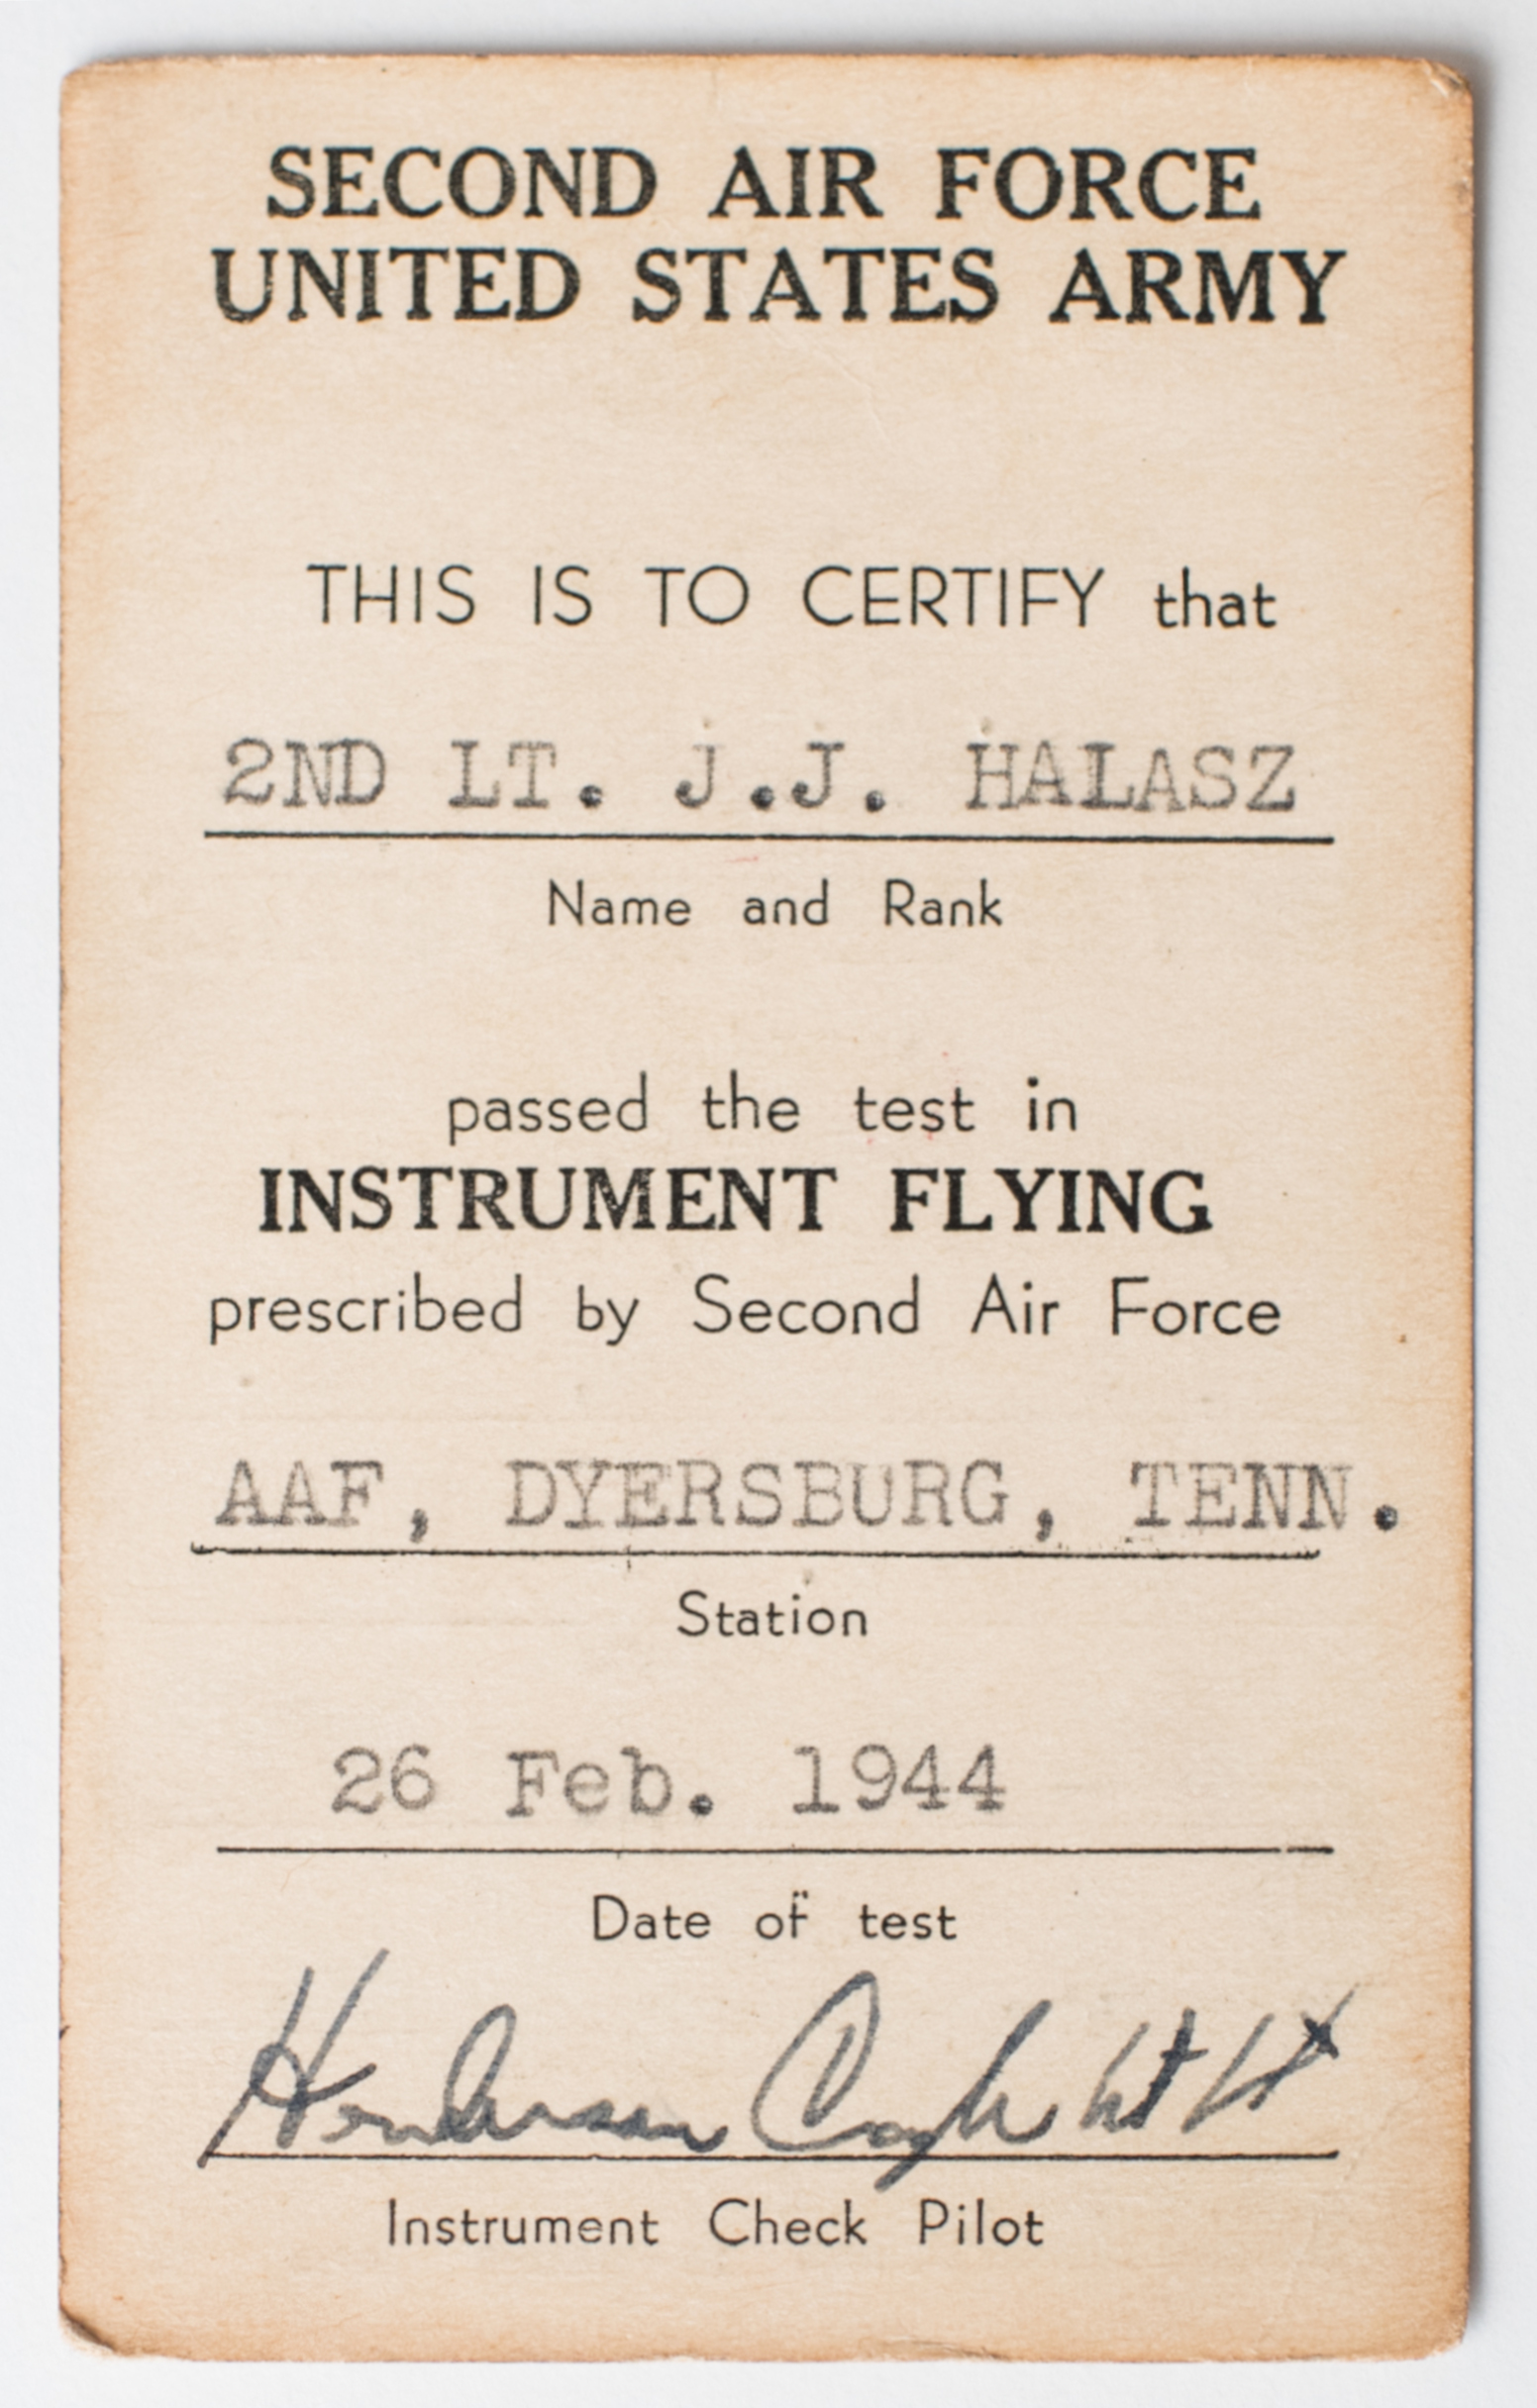 SECOND AIR FORCE
UNITED STATES ARMY
THIS IS TO CERTIFY that
2ND LT. J.J. HALASZ
Name and Rank
passed the test in
INSTRUMENT FLYING
prescribed by Second Air Force
AAF, DYERSBURG, TENN.
Station
26 Feb. 1944
Date of test
Henderson
Instrument Check Pilot